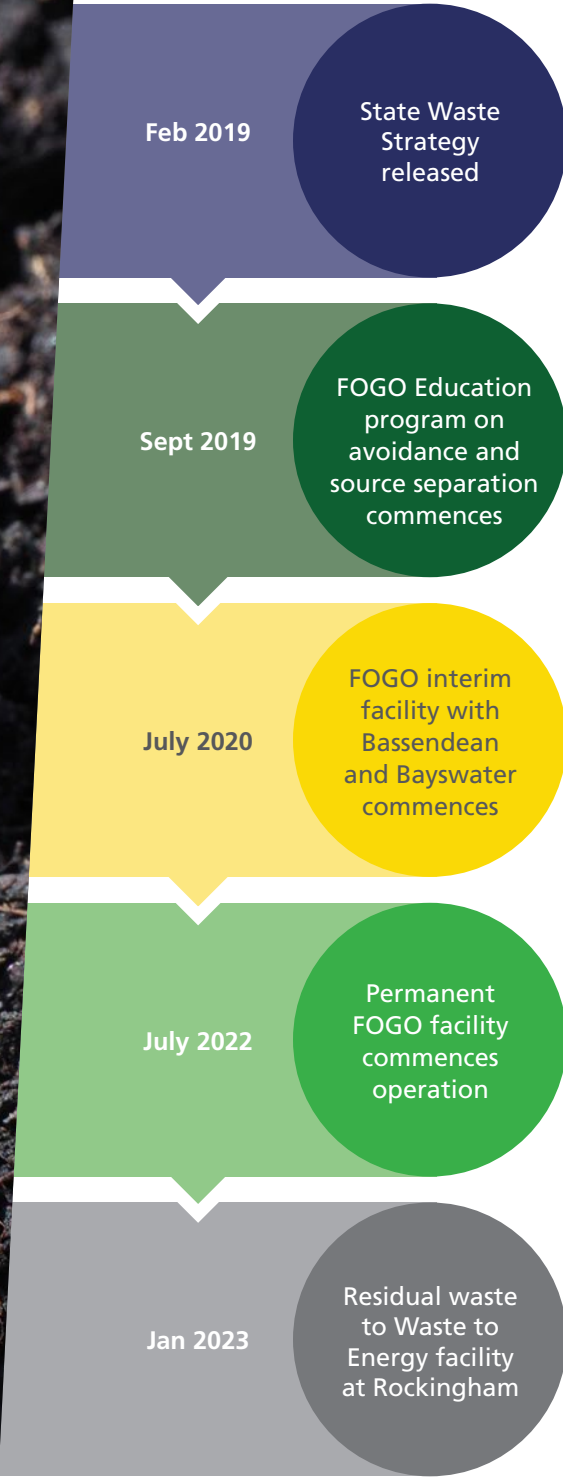 Feb 2019
State Waste
Strategy
released
Sept 2019
FOGO Education
program on
avoidance and
source separation
commences
July 2020
FOGO interim
facility with
Bassendean
and Bayswater
commences
July 2022
Permanent
FOGO facility
commences
operation
Jan 2023
Residual waste
to Waste to
Energy facility
at Rockingham